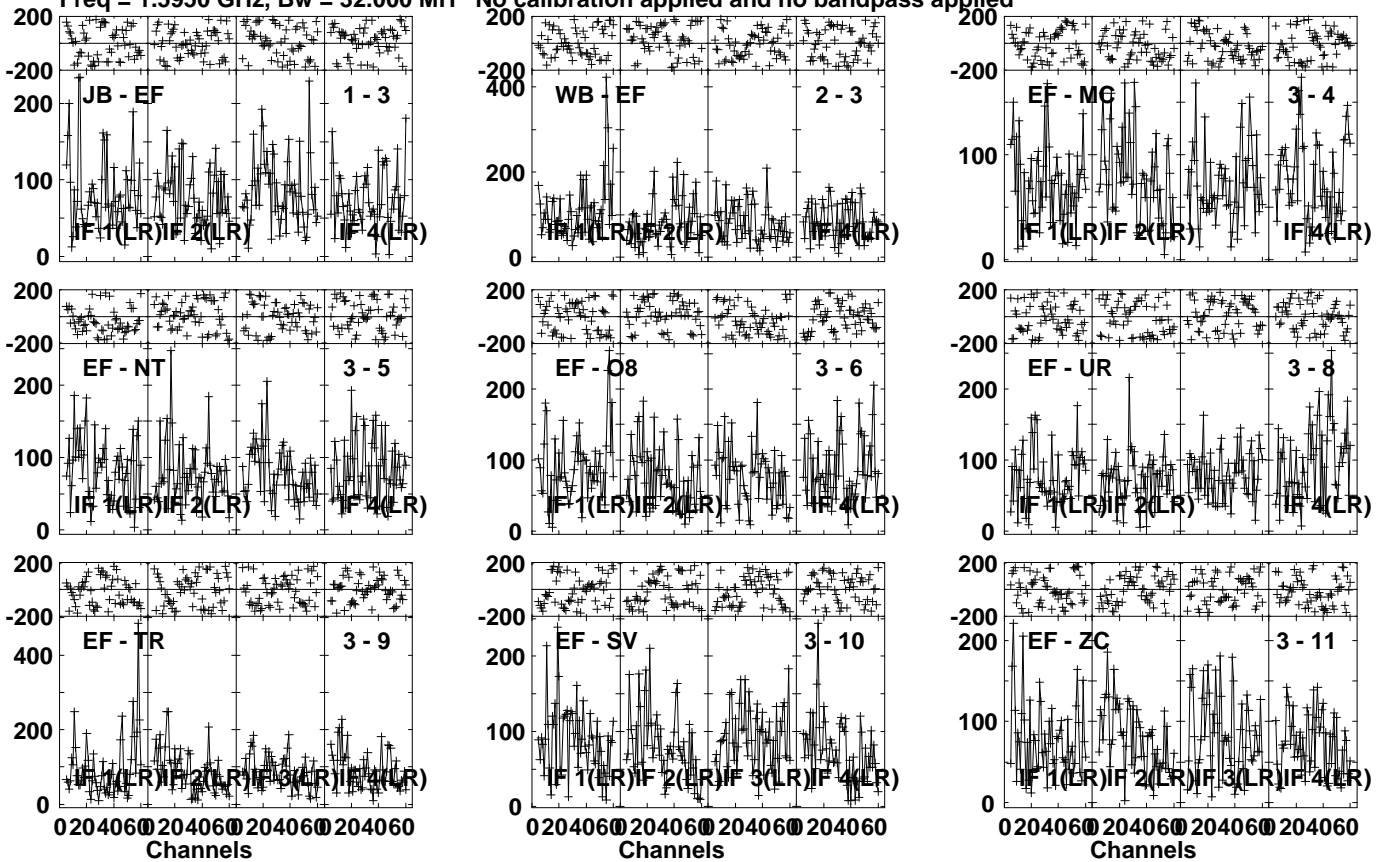 Freq = 1.5950 GHz, Bw = 32.000 MH No calibration applied and no bandpass applied
200
-200
JB - EF 1 - 3
200
100
0
IF 1(LR) IF 2(LR) IF 4(LR)
200
-200
WB - EF 2 - 3
400
200
0
IF 1(LR) IF 2(LR) IF 4(LR)
200
-200
EF - MC 3 - 4
100
0
IF 1(LR) IF 2(LR) IF 4(LR)
200
-200
EF - NT 3 - 5
200
100
0
IF 1(LR) IF 2(LR) IF 4(LR)
200
-200
EF - O8 3 - 6
200
100
0
IF 1(LR) IF 2(LR) IF 4(LR)
200
-200
EF - UR 3 - 8
200
100
0
IF 1(LR) IF 2(LR) IF 4(LR)
200
-200
EF - TR 3 - 9
400
200
0
IF 1(LR) IF 2(LR) IF 3(LR) IF 4(LR)
0 20 40 60 0 20 40 60 0 20 40 60 0 20 40 60
Channels
200
-200
EF - SV 3 - 10
200
100
0
IF 1(LR) IF 2(LR) IF 3(LR) IF 4(LR)
0 20 40 60 0 20 40 60 0 20 40 60 0 20 40 60
Channels
200
-200
EF - ZC 3 - 11
200
100
0
IF 1(LR) IF 2(LR) IF 3(LR) IF 4(LR)
0 20 40 60 0 20 40 60 0 20 40 60 0 20 40 60
Channels